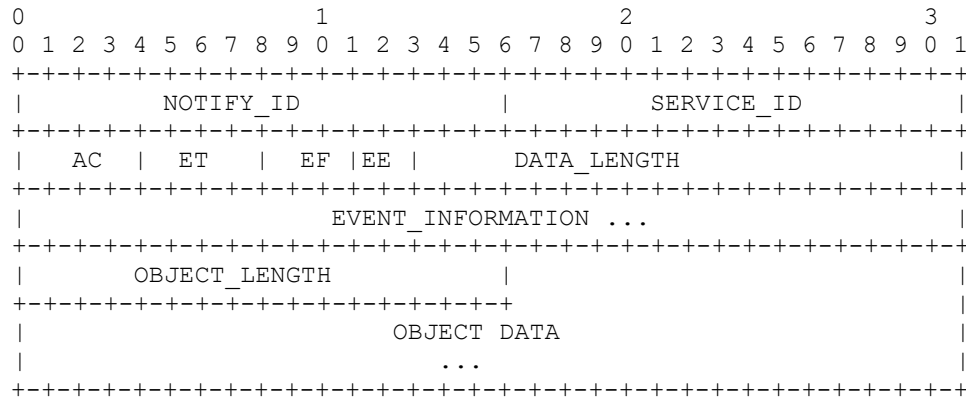 0                   1                   2                   3
0 1 2 3 4 5 6 7 8 9 0 1 2 3 4 5 6 7 8 9 0 1 2 3 4 5 6 7 8 9 0 1
+-+-+-+-+-+-+-+-+-+-+-+-+-+-+-+-+-+-+-+-+-+-+-+-+-+-+-+-+-+-+-+
|         NOTIFY_ID             |         SERVICE_ID          |
+-+-+-+-+-+-+-+-+-+-+-+-+-+-+-+-+-+-+-+-+-+-+-+-+-+-+-+-+-+-+-+
|   AC  |  ET   |  EF |EE |      DATA_LENGTH                  |
+-+-+-+-+-+-+-+-+-+-+-+-+-+-+-+-+-+-+-+-+-+-+-+-+-+-+-+-+-+-+-+
|                    EVENT_INFORMATION ...                    |
+-+-+-+-+-+-+-+-+-+-+-+-+-+-+-+-+-+-+-+-+-+-+-+-+-+-+-+-+-+-+-+
|       OBJECT_LENGTH           |                             |
+-+-+-+-+-+-+-+-+-+-+-+-+-+-+-+-+                             |
|                        OBJECT DATA                          |
|                           ...                               |
+-+-+-+-+-+-+-+-+-+-+-+-+-+-+-+-+-+-+-+-+-+-+-+-+-+-+-+-+-+-+-+